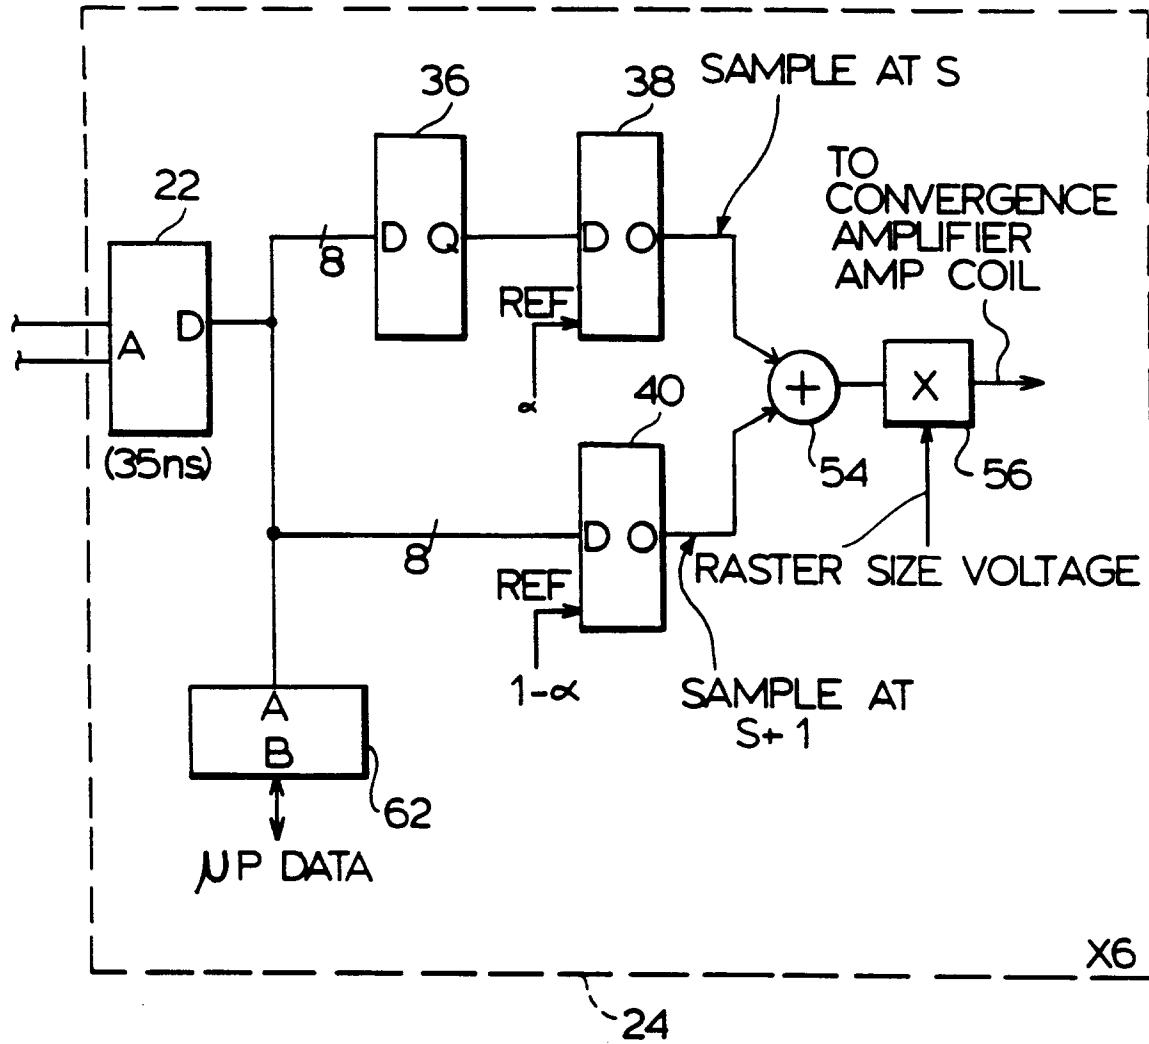 36
38
SAMPLE AT S
22
TO
CONVERGENCE
AMPLIFIER
AMP COIL
D Q
D O
8
A D
REF
α
(35ns)
40
+
X
54
56
8
D O
REF
1-α
RASTER SIZE VOLTAGE
SAMPLE AT
S+1
A
B
62
μP DATA
X6
24